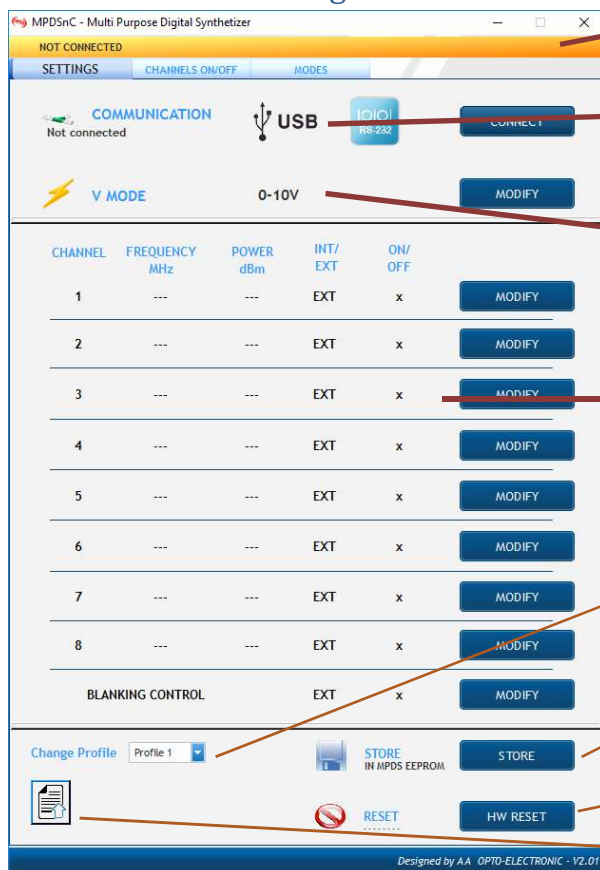 MPDSnC - Multi Purpose Digital Synthetizer
NOT CONNECTED
SETTINGS CHANNELS ON/OFF MODES
COMMUNICATION
Not connected
USB
RS-232
CONNECT
V MODE 0-10V MODIFY
CHANNEL FREQUENCY MHz POWER dBm INT/ EXT ON/ OFF
1 --- --- EXT x MODIFY
2 --- --- EXT x MODIFY
3 --- --- EXT x MODIFY
4 --- --- EXT x MODIFY
5 --- --- EXT x MODIFY
6 --- --- EXT x MODIFY
7 --- --- EXT x MODIFY
8 --- --- EXT x MODIFY
BLANKING CONTROL EXT x MODIFY
Change Profile Profile 1
STORE
IN MPDS EEPROM
STORE
RESET HW RESET
Designed by AA OPTO-ELECTRONIC - V2.01